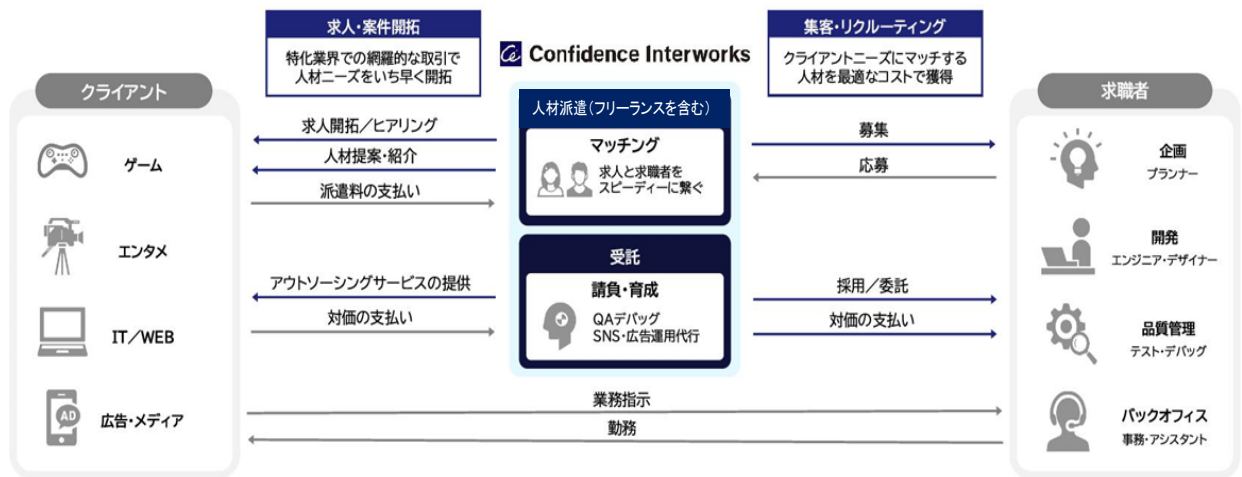 求人・案件開拓
特化業界での網羅的な取引で
人材ニーズをいち早く開拓
Confidence Interworks
集客・リクルーティング
クライアントニーズにマッチする
人材を最適なコストで獲得
クライアント
ゲーム
エンタメ
IT/WEB
AD
広告・メディア
求人開拓/ヒアリング
人材提案・紹介
派遣料の支払い
アウトソーシングサービスの提供
対価の支払い
人材派遣(フリーランスを含む)
マッチング
求人と求職者を
スピーディーに繋ぐ
受託
請負・育成
QAデバッグ
SNS・広告運用代行
募集
応募
採用/委託
対価の支払い
業務指示
勤務
求職者
企画
プランナー
開発
エンジニア・デザイナー
品質管理
テスト・デバッグ
バックオフィス
事務・アシスタント